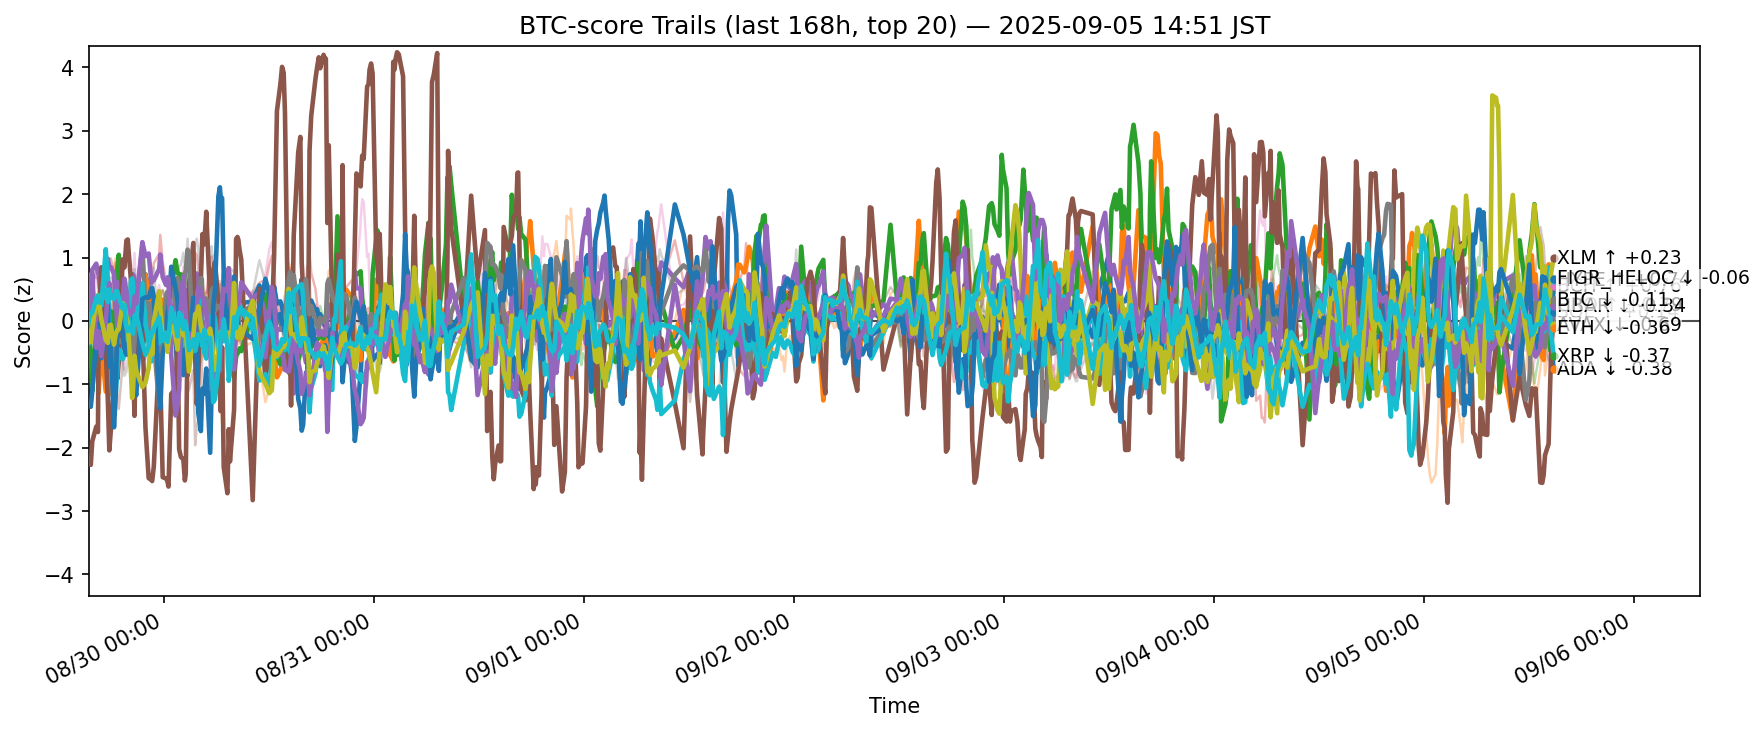 BTC-score Trails (last 168h, top 20) — 2025-09-05 14:51 JST
Score (z)
4
3
2
1
0
−1
−2
−3
−4
XLM ↑ +0.23
FIGR_HELOC ↓ -0.06
BTC ↓ -0.11
ETH ↓ -0.36
XRP ↓ -0.37
ADA ↓ -0.38
08/30 00:00
08/31 00:00
09/01 00:00
09/02 00:00
09/03 00:00
09/04 00:00
09/05 00:00
09/06 00:00
Time